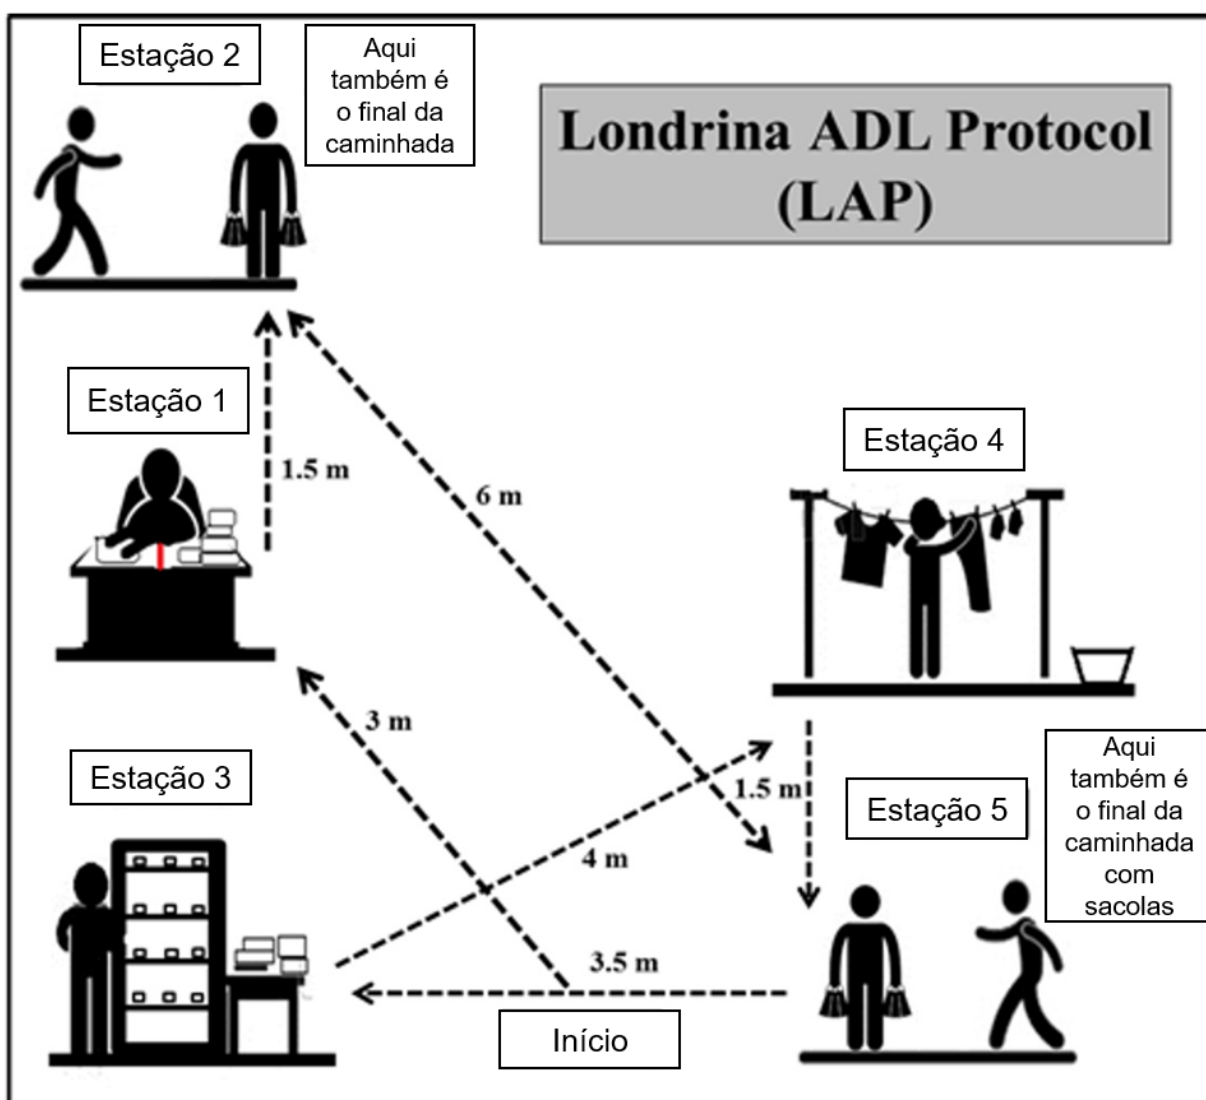 Estação 2
Aqui
também é
o final da
caminhada
Londrina ADL Protocol
(LAP)
Estação 1
1.5 m
6 m
Estação 4
3 m
Estação 3
1.5 m
Aqui
também é
o final da
caminhada
com
sacolas
Estação 5
4 m
3.5 m
Início